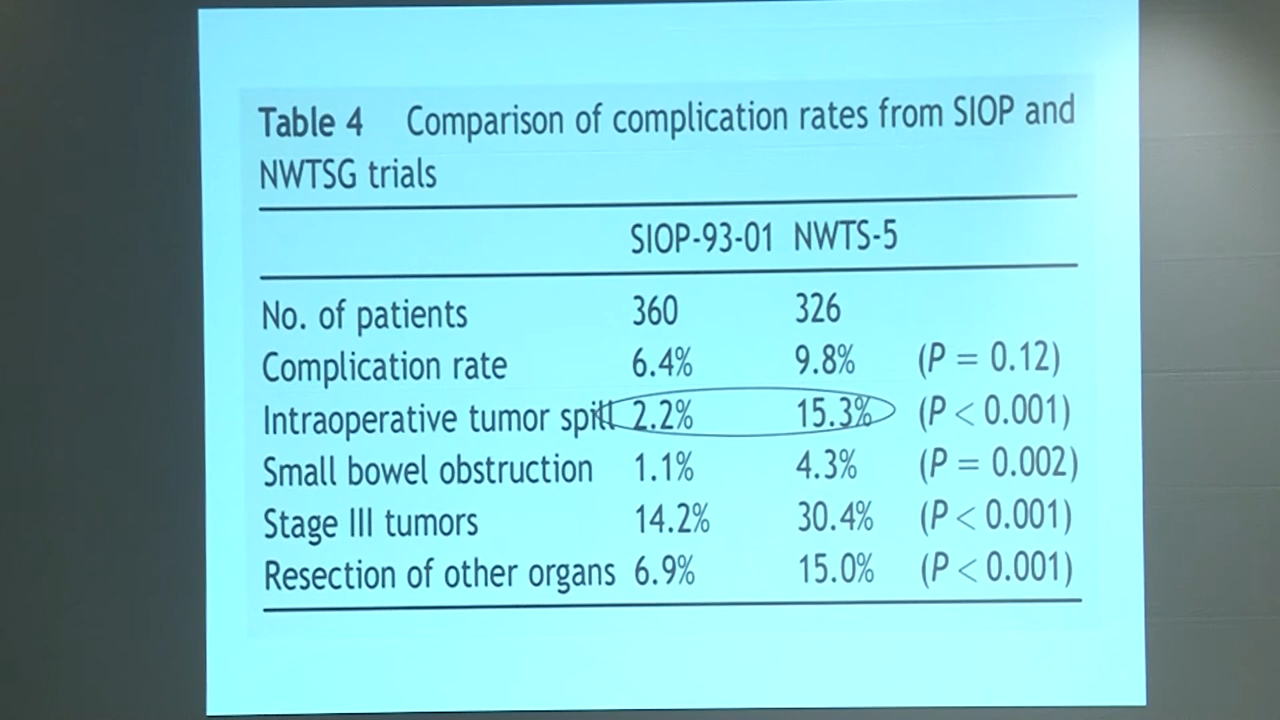 Table 4 Comparison of complication rates from SIOP and
NWTSG trials
SIOP-93-01 NWTS-5
No. of patients 360 326
Complication rate 6.4% 9.8% (P = 0.12)
Intraoperative tumor spill 2.2% 15.3% (P < 0.001)
Small bowel obstruction 1.1% 4.3% (P = 0.002)
Stage III tumors 14.2% 30.4% (P < 0.001)
Resection of other organs 6.9% 15.0% (P < 0.001)